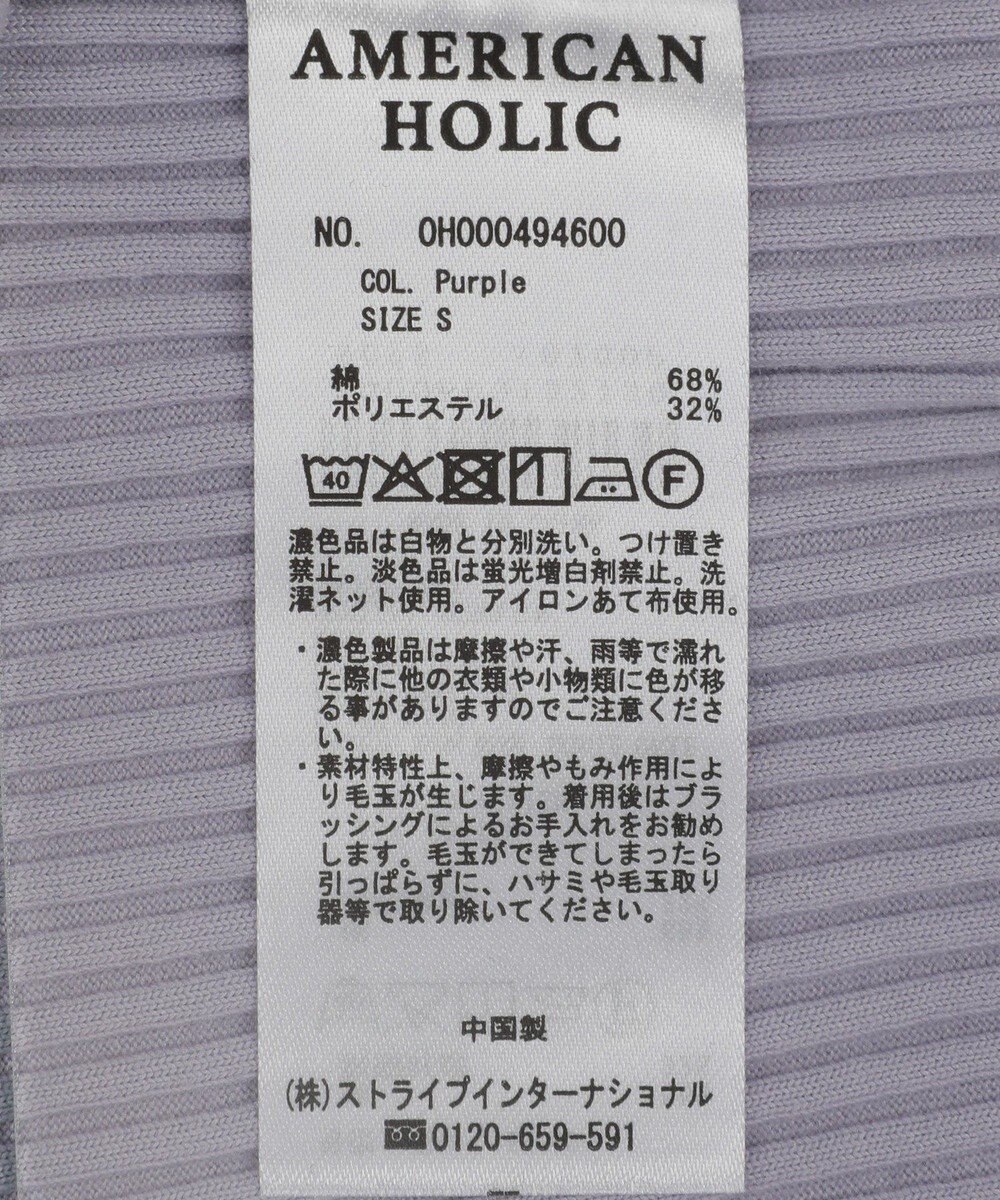 AMERICAN
HOLIC
NO. 0H000494600
COL. Purple
SIZE S
綿 68%
ポリエステル 32%
40 F
濃色品は白物と分別洗い。つけ置き
禁止。淡色品は蛍光増白剤禁止。洗
濯ネット使用。アイロンあて布使用。
・濃色製品は摩擦や汗、雨等で濡れ
た際に他の衣類や小物類に色が移
る事がありますのでご注意くださ
い。
・素材特性上、摩擦やもみ作用によ
り毛玉が生じます。着用後はブラ
ッシングによるお手入れをお勧め
します。毛玉ができてしまったら
引っぱらずに、ハサミや毛玉取り
器等で取り除いてください。
中国製
(株)ストライプインターナショナル
0120-659-591